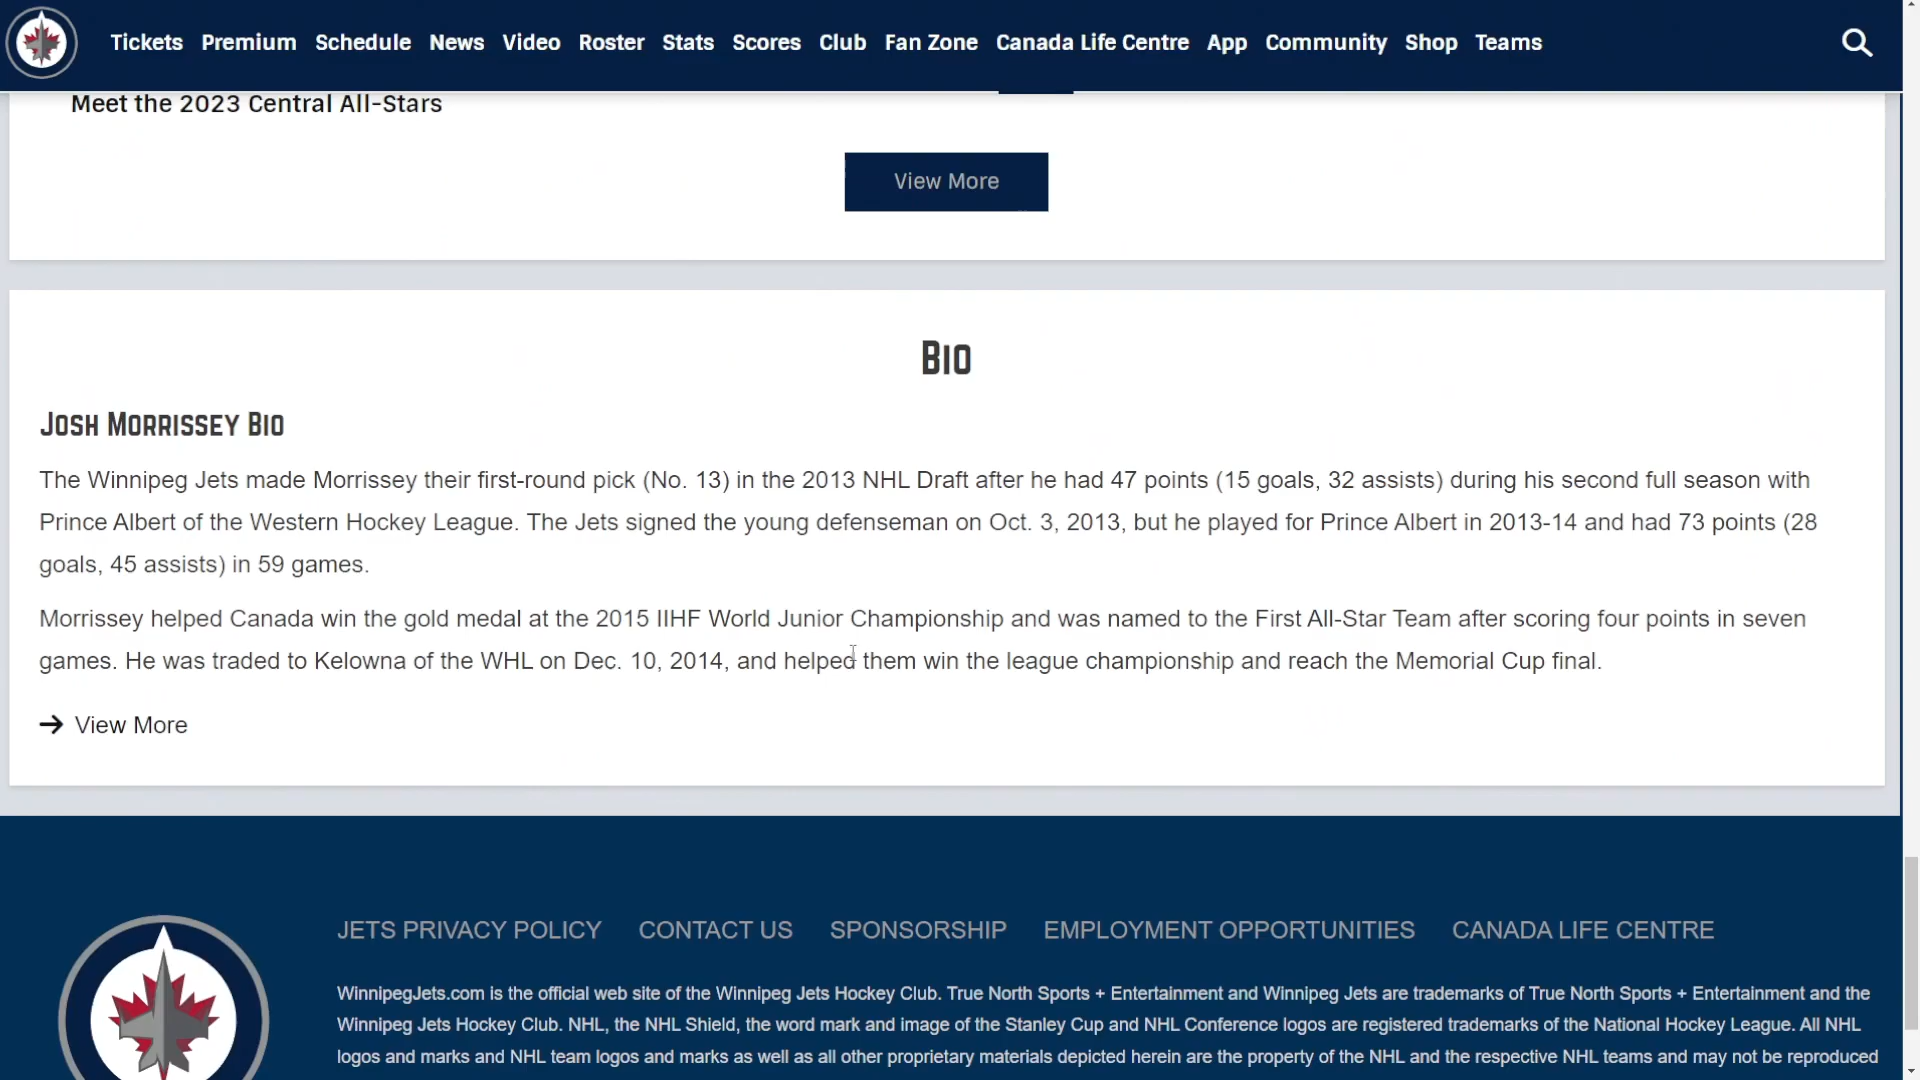 Tickets Premium Schedule News Video Roster Stats Scores Club Fan Zone Canada Life Centre App Community Shop Teams
Meet the 2023 Central All-Stars
View More
BIO
JOSH MORRISSEY BIO
The Winnipeg Jets made Morrissey their first-round pick (No. 13) in the 2013 NHL Draft after he had 47 points (15 goals, 32 assists) during his second full season with
Prince Albert of the Western Hockey League. The Jets signed the young defenseman on Oct. 3, 2013, but he played for Prince Albert in 2013-14 and had 73 points (28
goals, 45 assists) in 59 games.
Morrissey helped Canada win the gold medal at the 2015 IIHF World Junior Championship and was named to the First All-Star Team after scoring four points in seven
games. He was traded to Kelowna of the WHL on Dec. 10, 2014, and helped them win the league championship and reach the Memorial Cup final.
View More
JETS PRIVACY POLICY CONTACT US SPONSORSHIP EMPLOYMENT OPPORTUNITIES CANADA LIFE CENTRE
WinnipegJets.com is the official web site of the Winnipeg Jets Hockey Club. True North Sports + Entertainment and Winnipeg Jets are trademarks of True North Sports + Entertainment and the
Winnipeg Jets Hockey Club. NHL, the NHL Shield, the word mark and image of the Stanley Cup and NHL Conference logos are registered trademarks of the National Hockey League. All NHL
logos and marks and NHL team logos and marks as well as all other proprietary materials depicted herein are the property of the NHL and the respective NHL teams and may not be reproduced